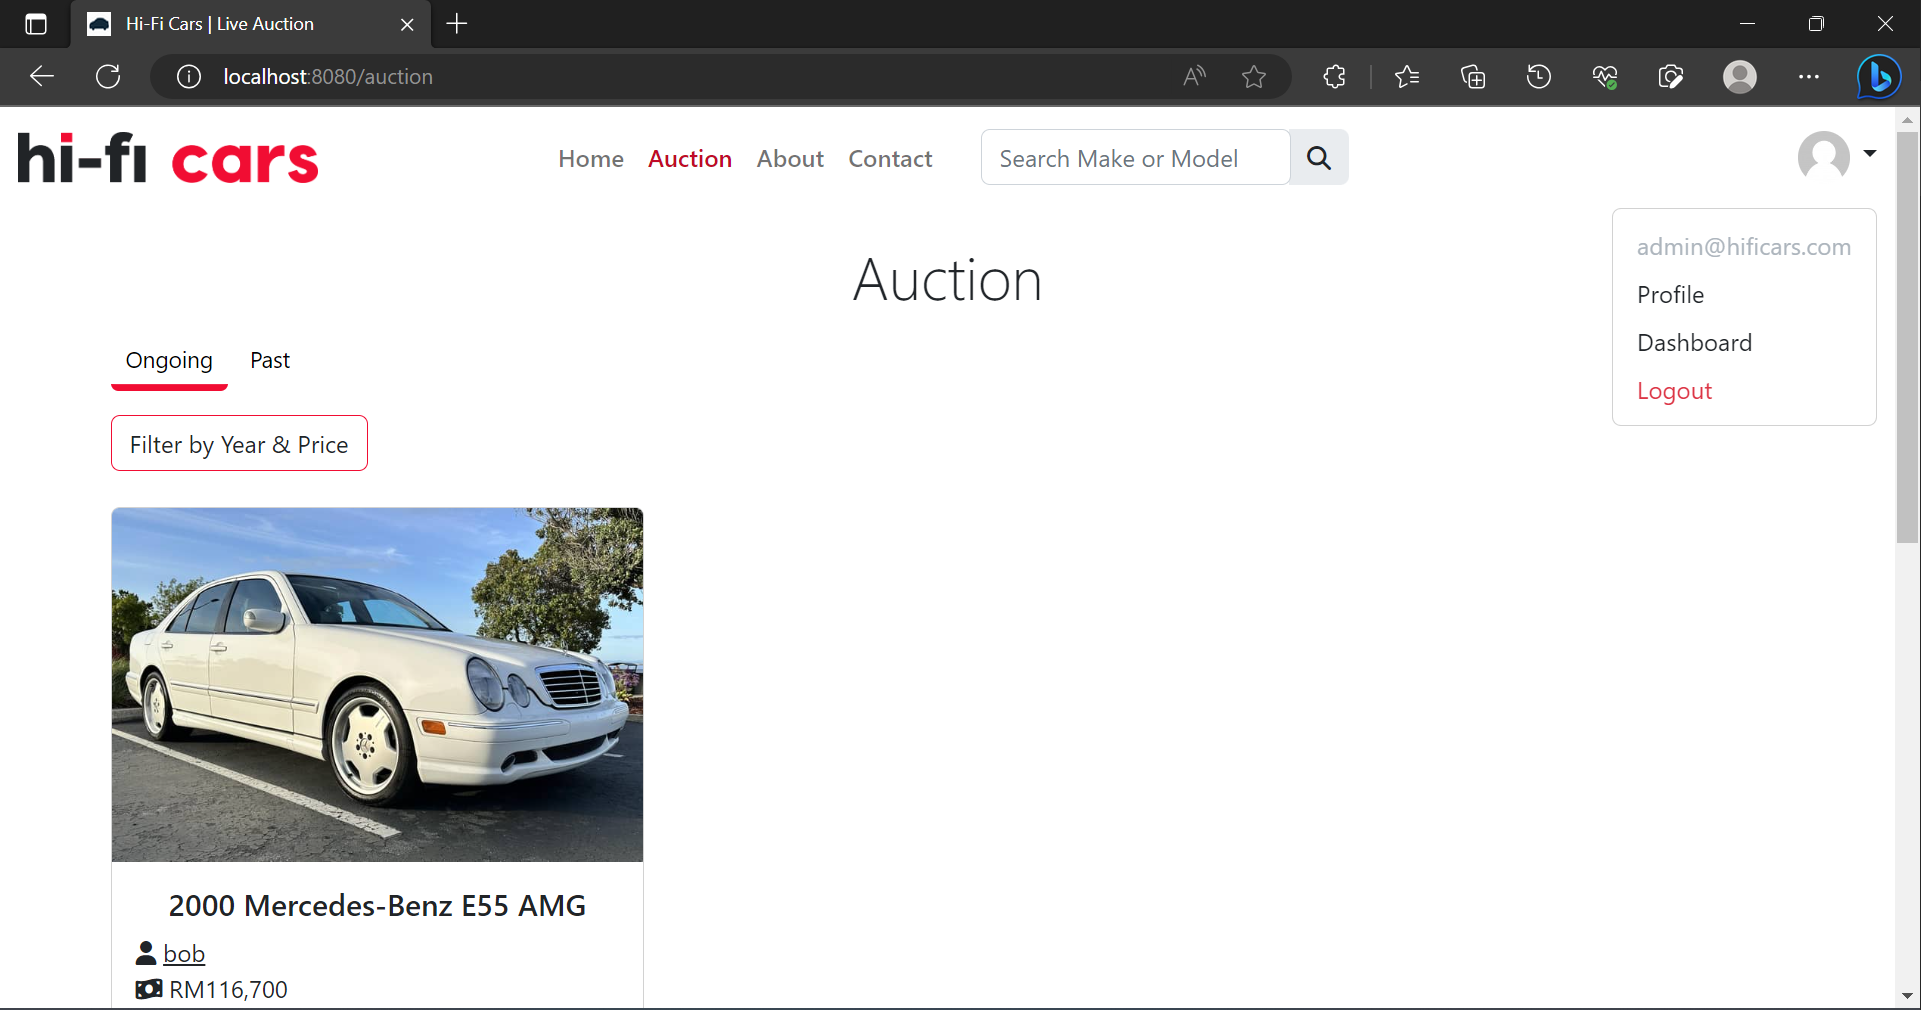 Hi-Fi Cars | Live Auction
localhost:8080/auction
hi-fi cars
Home Auction About Contact
Search Make or Model
admin@hificars.com
Profile
Dashboard
Logout
Auction
Ongoing Past
Filter by Year & Price
2000 Mercedes-Benz E55 AMG
bob
RM116,700